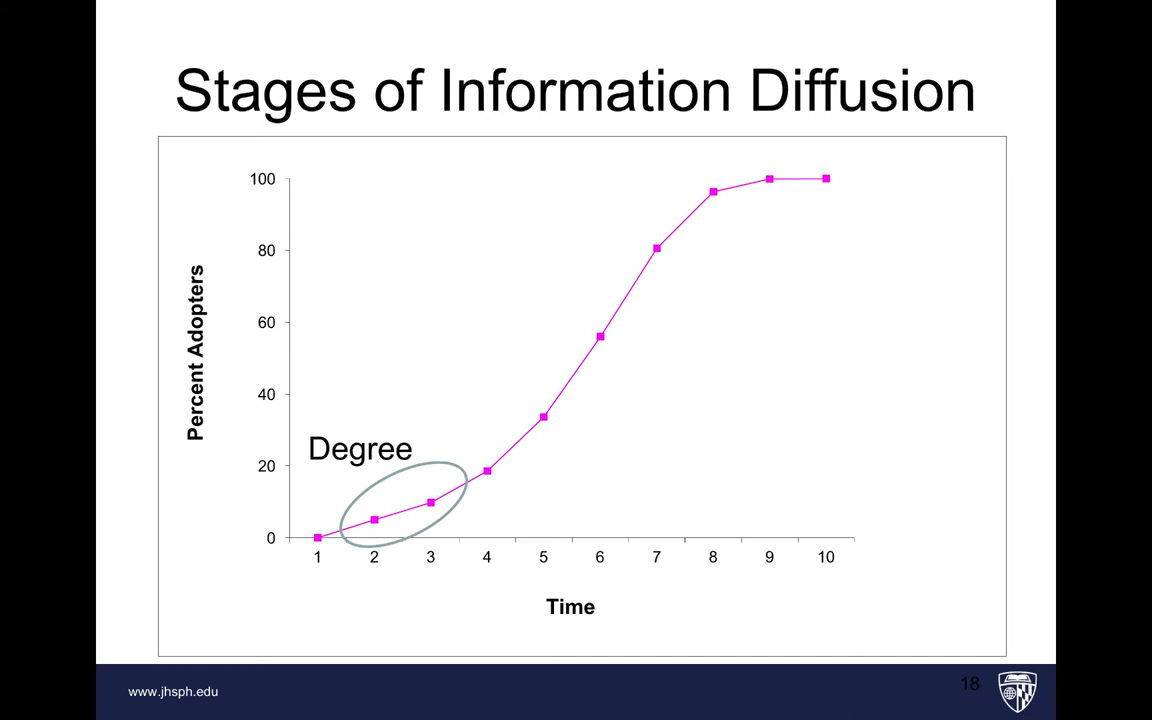 Stages of Information Diffusion
100
80
60
40
20
0
Percent Adopters
Degree
1 2 3 4 5 6 7 8 9 10
Time
www.jhsph.edu
18